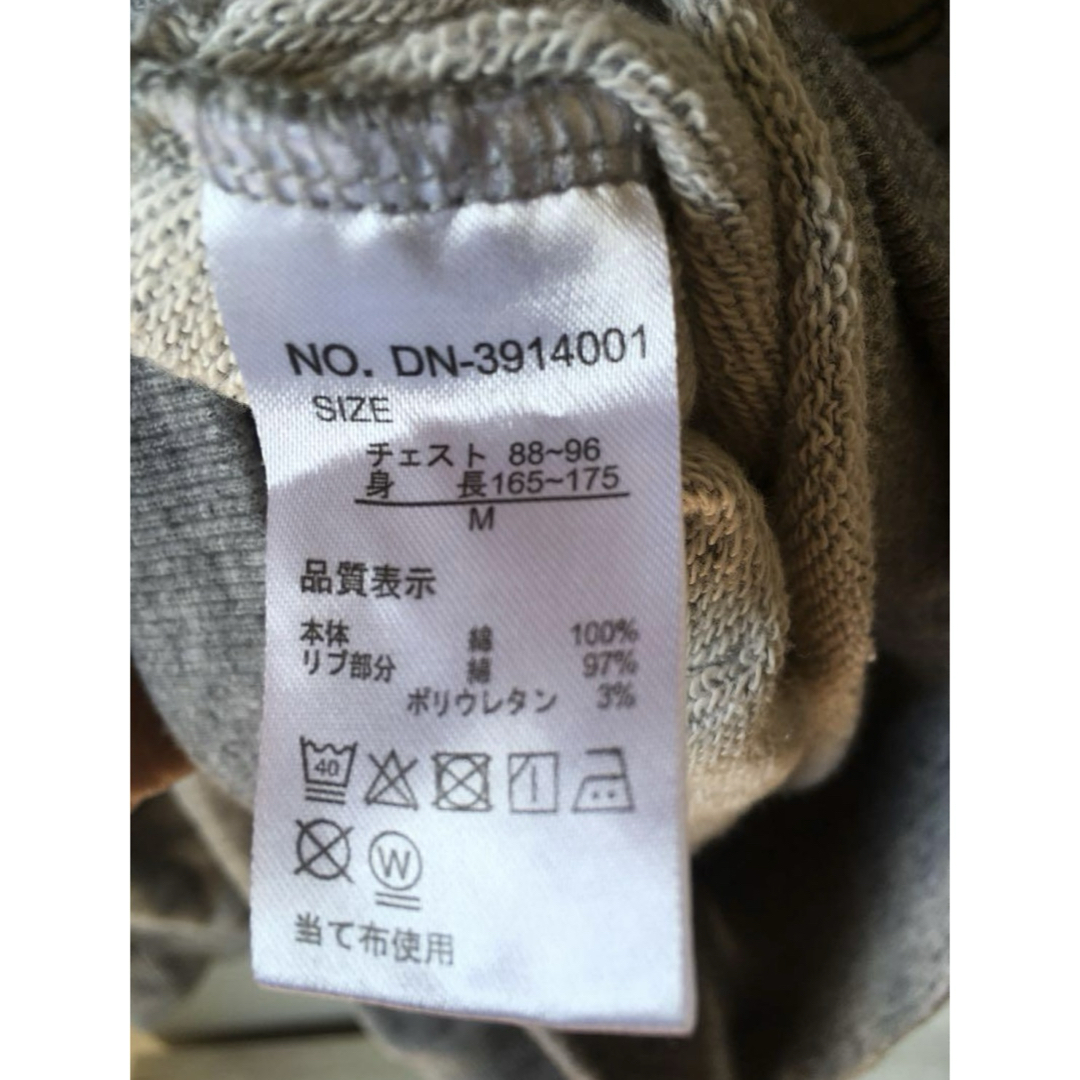 NO. DN-3914001
SIZE
チェスト 88~96
身 長165~175
M
品質表示
本体 綿 100%
リブ部分 綿 97%
ポリウレタン 3%
40
W
当て布使用